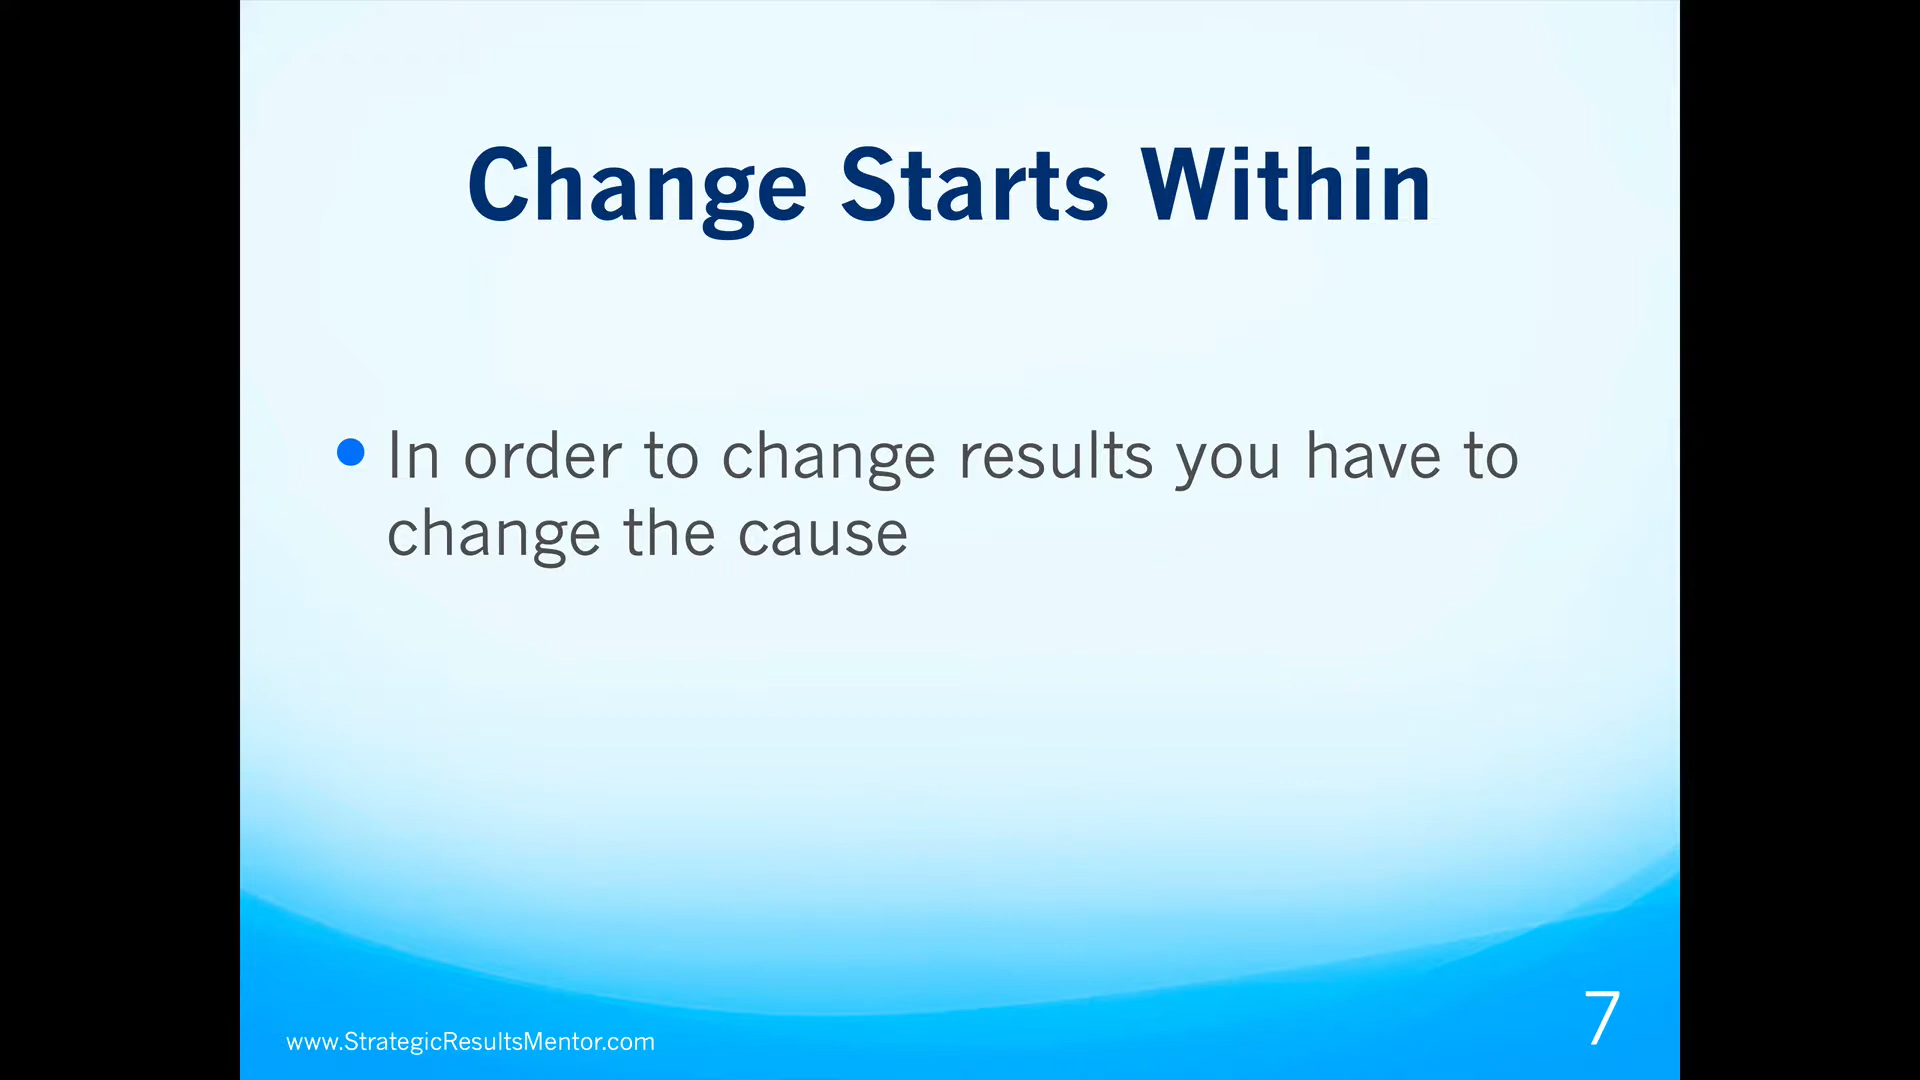 Change Starts Within
• In order to change results you have to
change the cause
www.StrategicResultsMentor.com
7